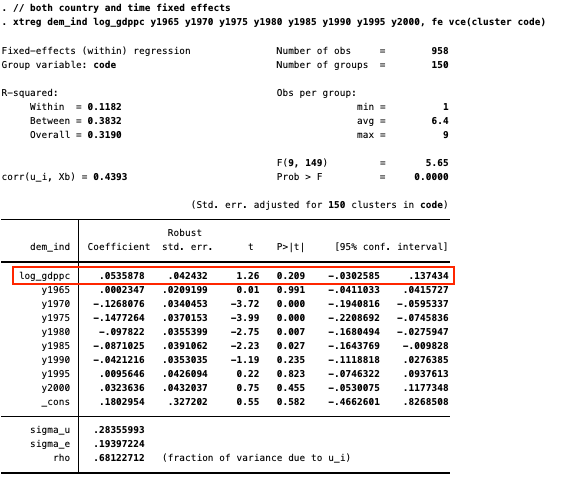 . // both country and time fixed effects
. xtreg dem_ind log_gdppc y1965 y1970 y1975 y1980 y1985 y1990 y1995 y2000, fe vce(cluster code)
Fixed-effects (within) regression Number of obs = 958
Group variable: code Number of groups = 150
R-squared: Obs per group:
Within = 0.1182 min = 1
Between = 0.3832 avg = 6.4
Overall = 0.3190 max = 9
F(9, 149) = 5.65
corr(u_i, Xb) = 0.4393 Prob > F = 0.0000
(Std. err. adjusted for 150 clusters in code)
Robust
dem_ind Coefficient std. err. t P>|t| [95% conf. interval]
log_gdppc .0535878 .042432 1.26 0.209 -.0302585 .137434
y1965 .0002347 .0209199 0.01 0.991 -.0411033 .0415727
y1970 -.1268076 .0340453 -3.72 0.000 -.1940816 -.0595337
y1975 -.1477264 .0370153 -3.99 0.000 -.2208692 -.0745836
y1980 -.097822 .0355399 -2.75 0.007 -.1680494 -.0275947
y1985 -.0871025 .0391062 -2.23 0.027 -.1643769 -.009828
y1990 -.0421216 .0353035 -1.19 0.235 -.1118818 .0276385
y1995 .0095646 .0426094 0.22 0.823 -.0746322 .0937613
y2000 .0323636 .0432037 0.75 0.455 -.0530075 .1177348
_cons .1802954 .327202 0.55 0.582 -.4662601 .8268508
sigma_u .28355993
sigma_e .19397224
rho .68122712 (fraction of variance due to u_i)